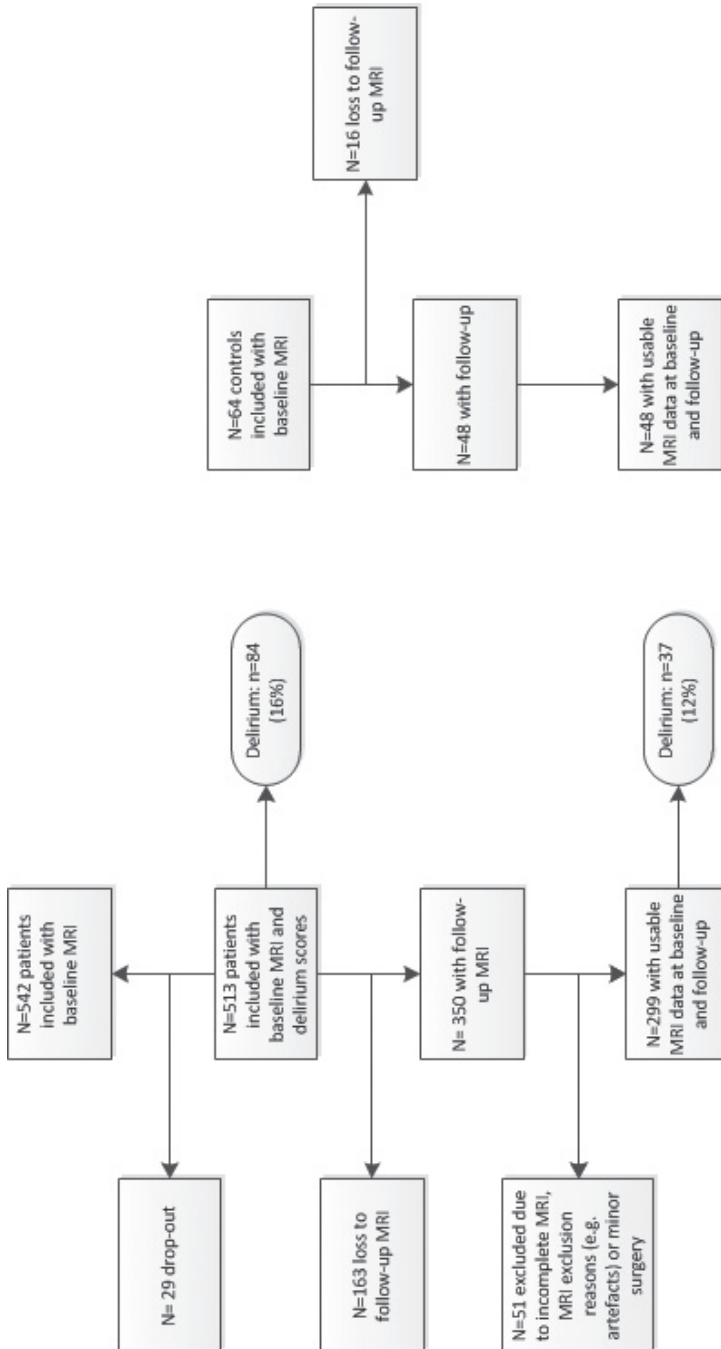 N=542 patients
included with
baseline MRI
N= 29 drop-out
N=513 patients
included with
baseline MRI and
delirium scores
Delirium: n=84
(16%)
N=163 loss to
follow-up MRI
N= 350 with follow-
up MRI
N=51 excluded due
to incomplete MRI,
MRI exclusion
reasons (e.g.
artefacts) or minor
surgery
N=299 with usable
MRI data at baseline
and follow-up
Delirium: n=37
(12%)
N=64 controls
included with
baseline MRI
N=16 loss to follow-
up MRI
N=48 with follow-up
N=48 with usable
MRI data at baseline
and follow-up